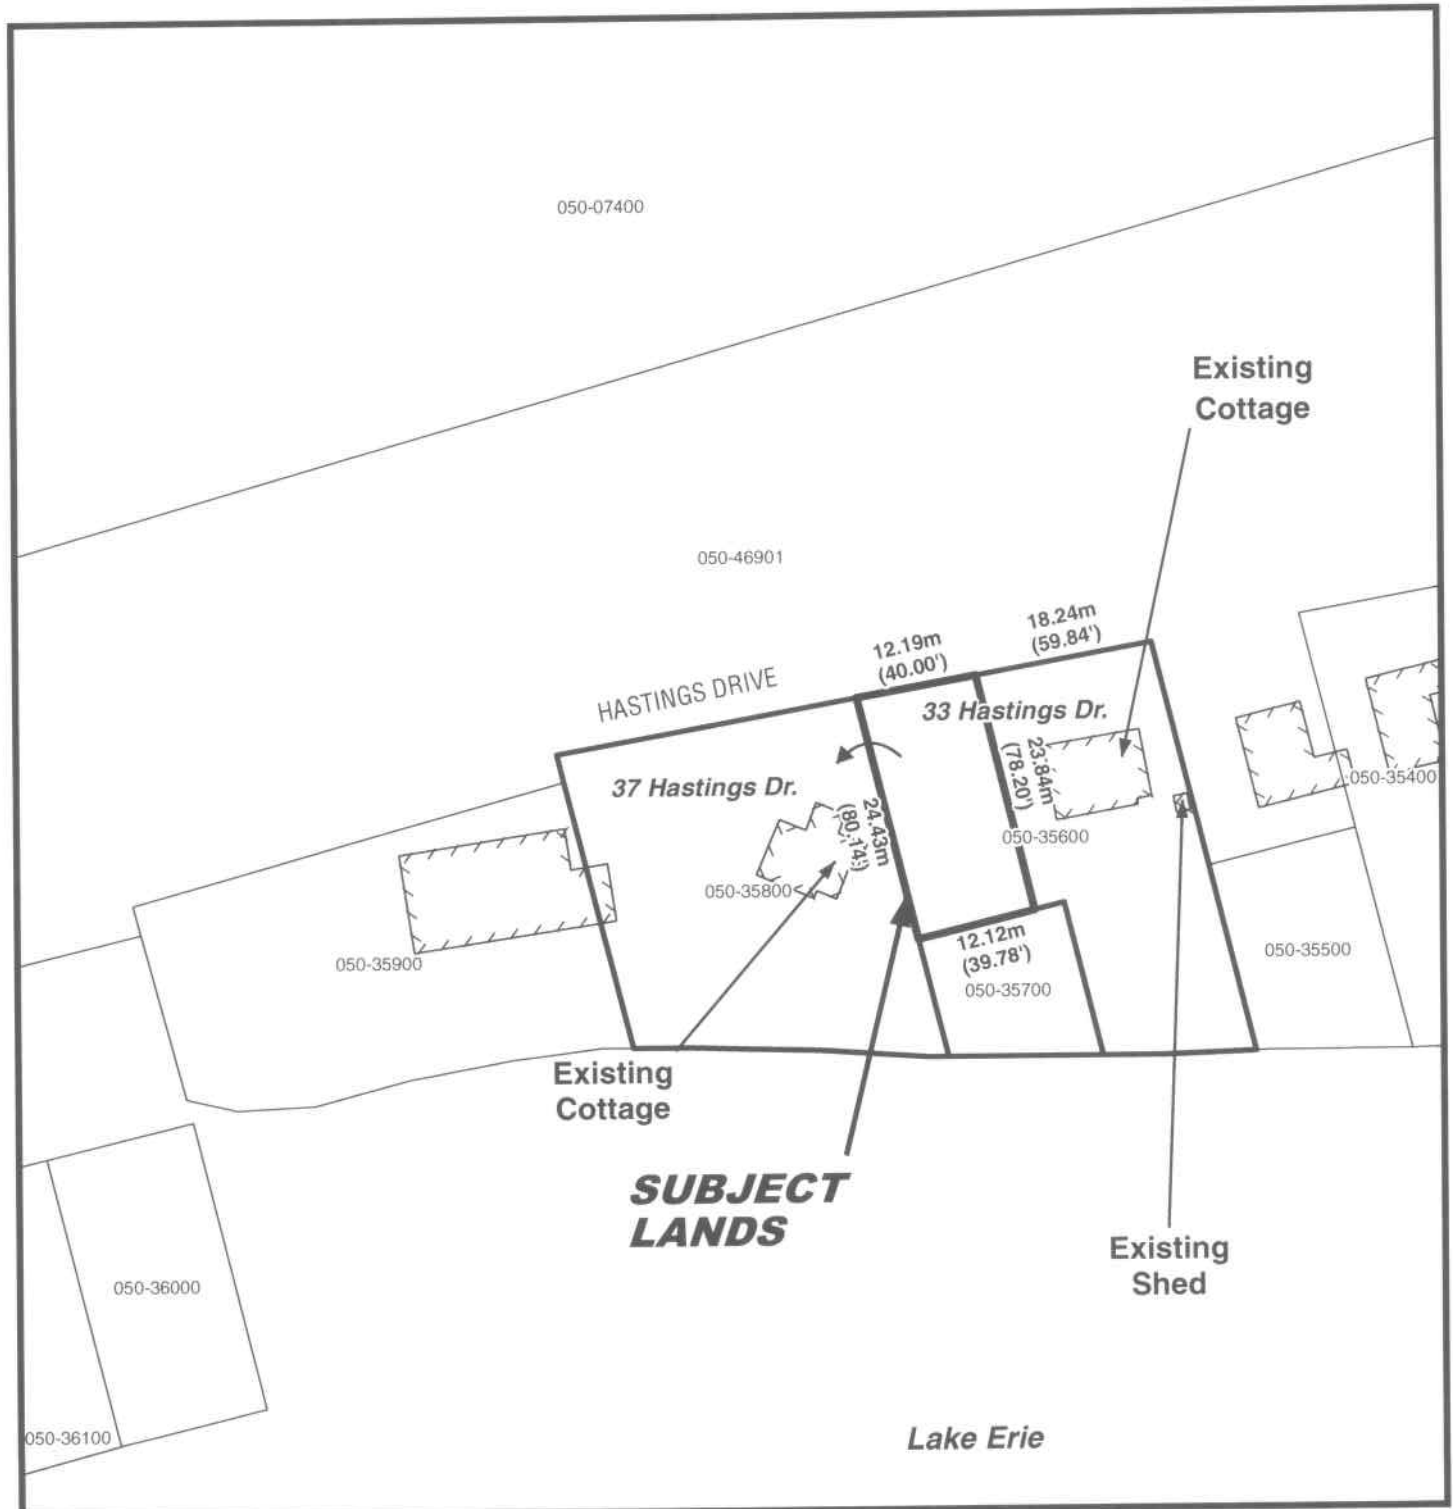 050-07400
Existing
Cottage
050-46901
18.24m
(59.84')
12.19m
(40.00')
HASTINGS DRIVE
33 Hastings Dr.
37 Hastings Dr.
23.84m
(78.20')
24.43m
(80.14')
050-35400
050-35600
050-35800
050-35900
12.12m
(39.78')
050-35500
050-35700
Existing
Cottage
SUBJECT
LANDS
Existing
Shed
050-36000
050-36100
Lake Erie